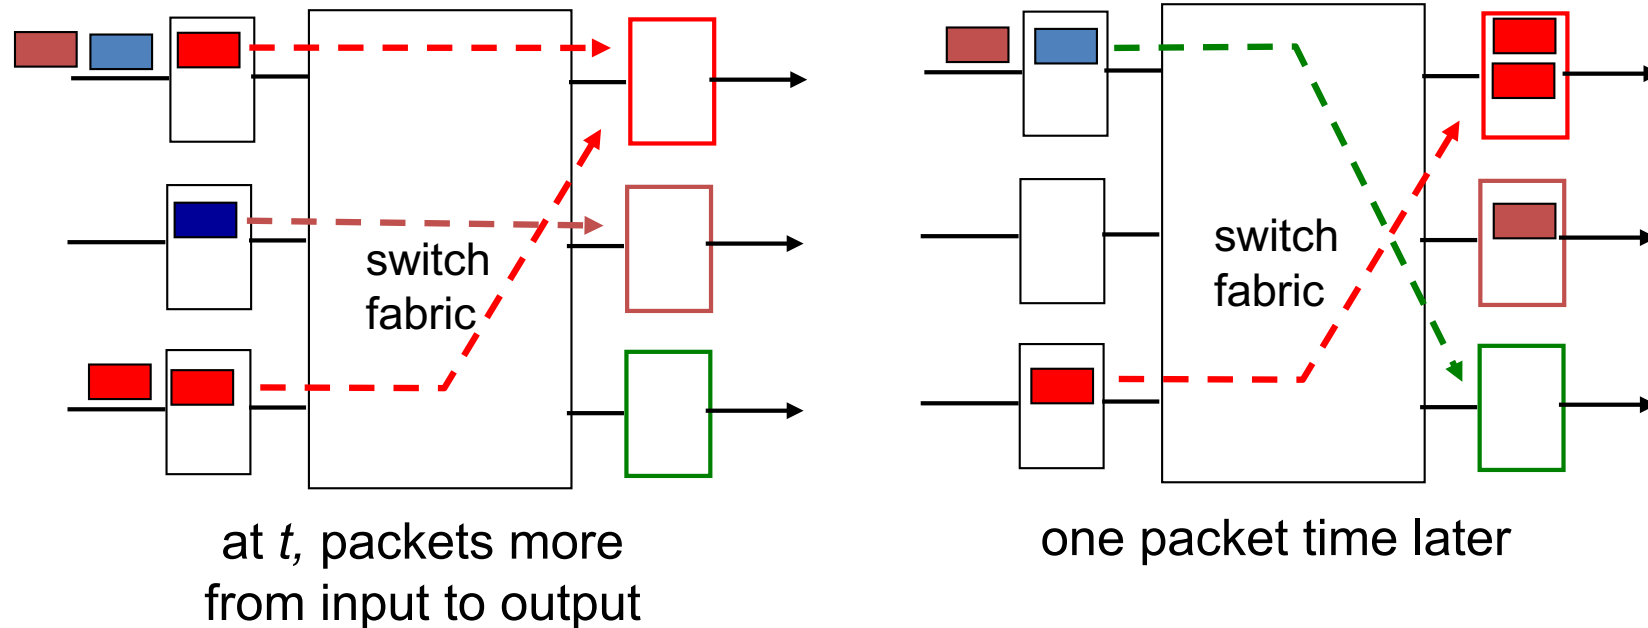 switch
fabric
at t, packets more
from input to output
switch
fabric
one packet time later